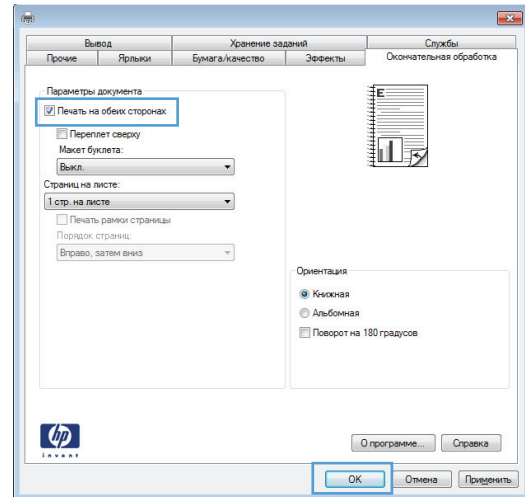 Вывод Хранение заданий Службы
Прочие Ярлыки Бумага/качество Эффекты Окончательная обработка
Параметры документа
Печать на обеих сторонах
Переплет сверху
Макет буклета:
Выкл.
Страниц на листе:
1 стр. на листе
Печать рамки страницы
Порядок страниц:
Вправо, затем вниз
E
Ориентация
Книжная
Альбомная
Поворот на 180 градусов
hp
invent
О программе... Справка
OK Отмена Применить